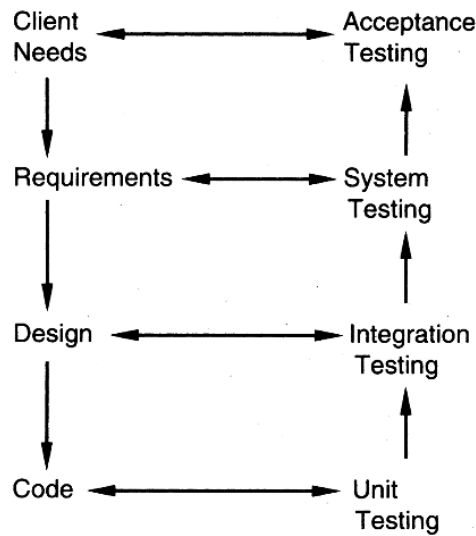 Client
Needs
Acceptance
Testing
Requirements
System
Testing
Design
Integration
Testing
Code
Unit
Testing